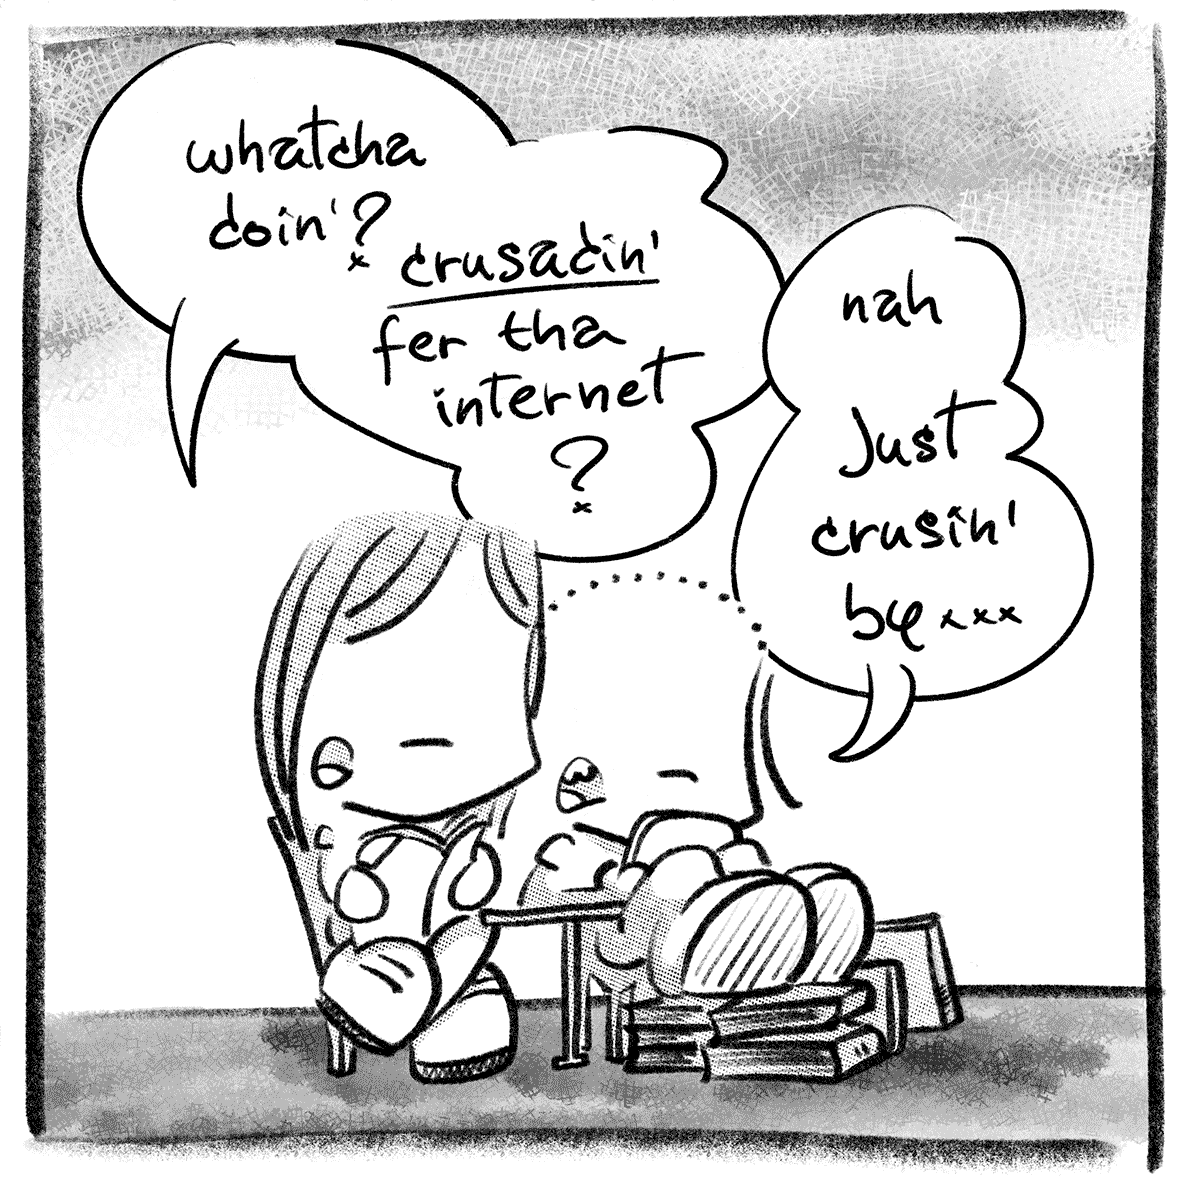 whatcha
doin'?
crusadin'
fer tha
internet
?
nah
just
crusin'
by...